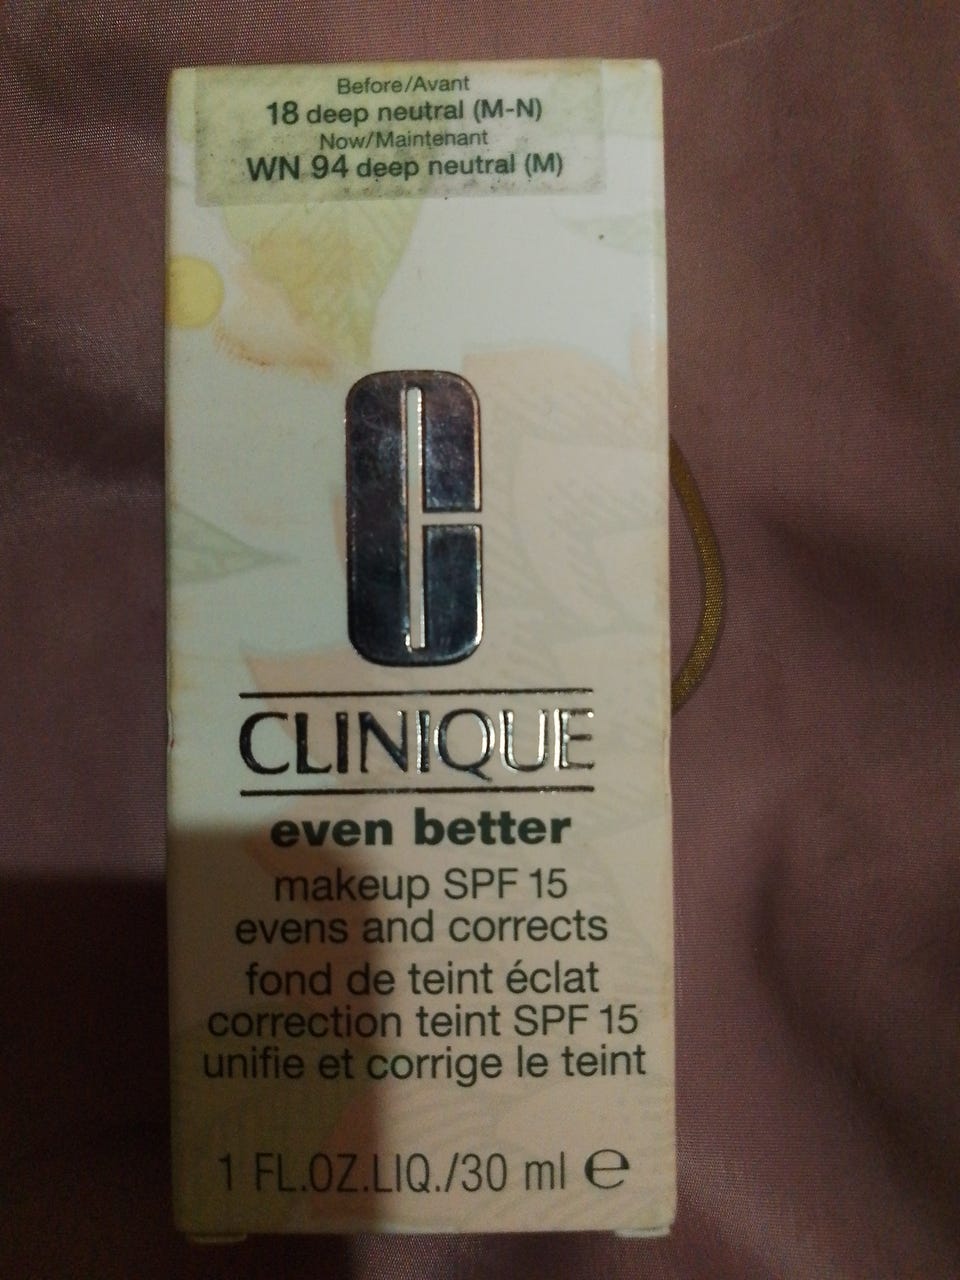 Before/Avant
18 deep neutral (M-N)
Now/Maintenant
WN 94 deep neutral (M)
CLINIQUE
even better
makeup SPF 15
evens and corrects
fond de teint éclat
correction teint SPF 15
unifie et corrige le teint
1 FL.OZ.LIQ./30 ml ℮